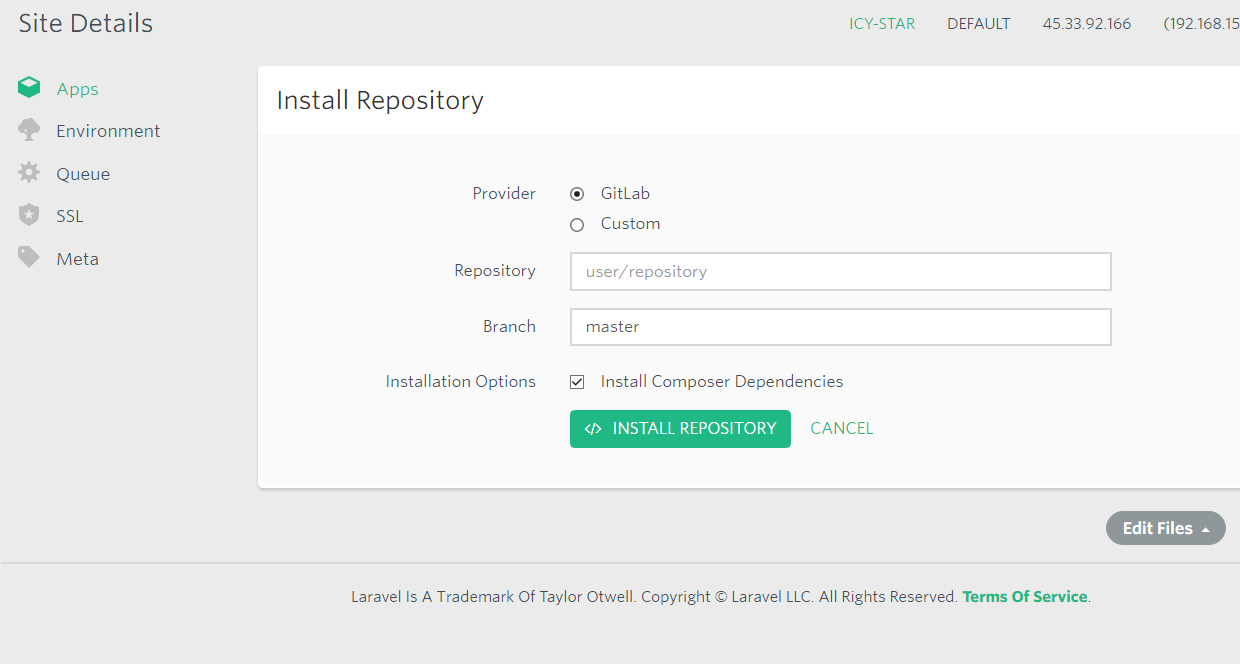 Site Details
ICY-STAR DEFAULT 45.33.92.166 (192.168.15
Apps
Environment
Queue
SSL
Meta
Install Repository
Provider GitLab
Custom
Repository user/repository
Branch master
Installation Options Install Composer Dependencies
</> INSTALL REPOSITORY CANCEL
Edit Files
Laravel Is A Trademark Of Taylor Otwell. Copyright © Laravel LLC. All Rights Reserved. Terms Of Service.